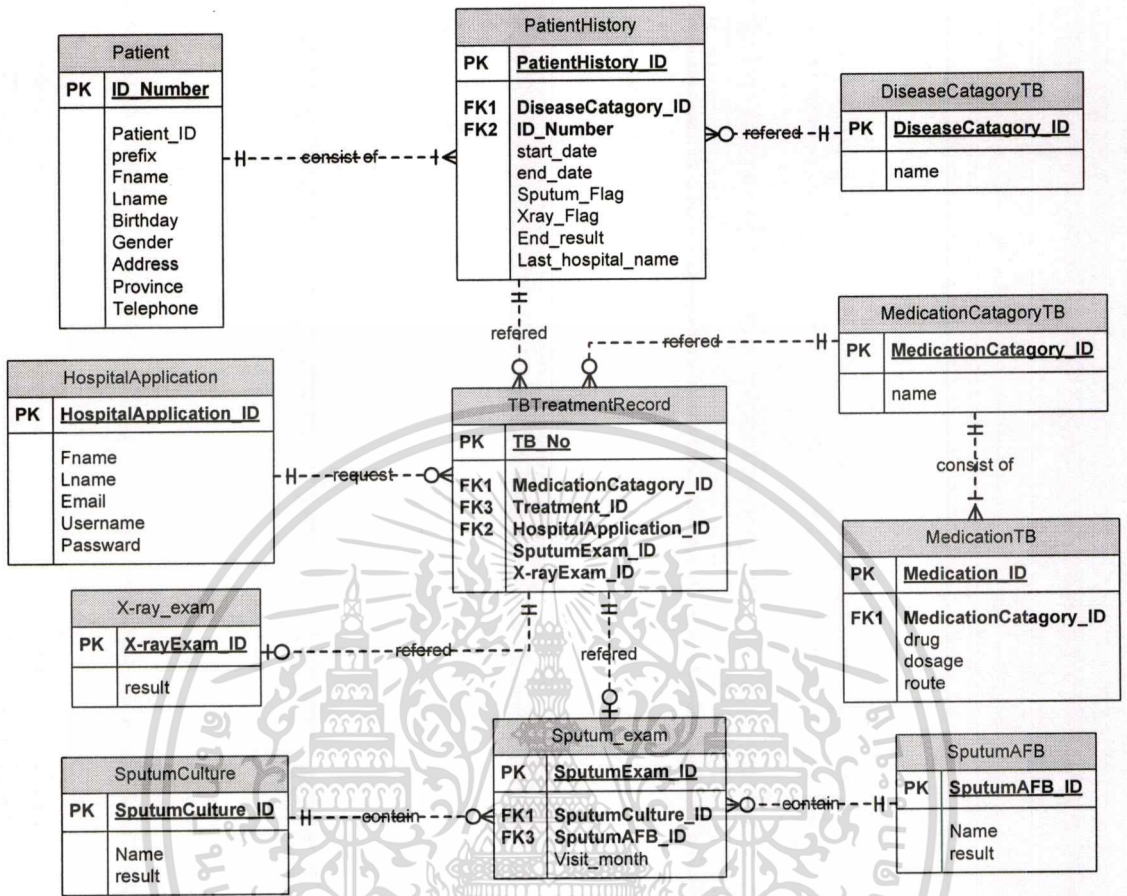 Patient
PK ID_Number
Patient_ID
prefix
Fname
Lname
Birthday
Gender
Address
Province
Telephone
consist of
PatientHistory
PK PatientHistory_ID
FK1 DiseaseCatagory_ID
FK2 ID_Number
start_date
end_date
Sputum_Flag
Xray_Flag
End_result
Last_hospital_name
refered
DiseaseCatagoryTB
PK DiseaseCatagory_ID
name
refered
refered
MedicationCatagoryTB
PK MedicationCatagory_ID
name
consist of
HospitalApplication
PK HospitalApplication_ID
Fname
Lname
Email
Username
Passward
request
TBTreatmentRecord
PK TB_No
FK1 MedicationCatagory_ID
FK3 Treatment_ID
FK2 HospitalApplication_ID
SputumExam_ID
X-rayExam_ID
MedicationTB
PK Medication_ID
FK1 MedicationCatagory_ID
drug
dosage
route
X-ray_exam
PK X-rayExam_ID
result
refered
refered
SputumCulture
PK SputumCulture_ID
Name
result
contain
Sputum_exam
PK SputumExam_ID
FK1 SputumCulture_ID
FK3 SputumAFB_ID
Visit_month
contain
SputumAFB
PK SputumAFB_ID
Name
result